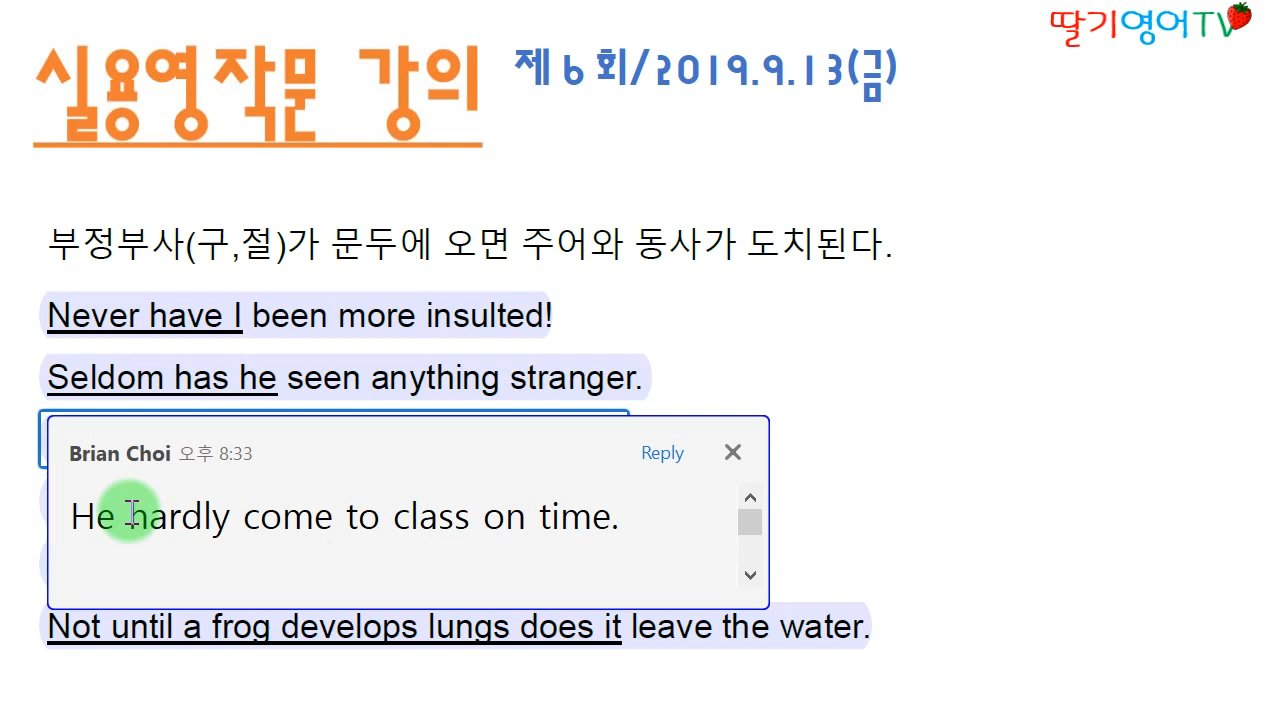 딸기영어TV
실용영작문 강의 제 6 회/2019.9.13(금)
부정부사(구,절)가 문두에 오면 주어와 동사가 도치된다.
Never have I been more insulted!
Seldom has he seen anything stranger.
Brian Choi 오후 8:33 Reply
He hardly come to class on time.
Not until a frog develops lungs does it leave the water.